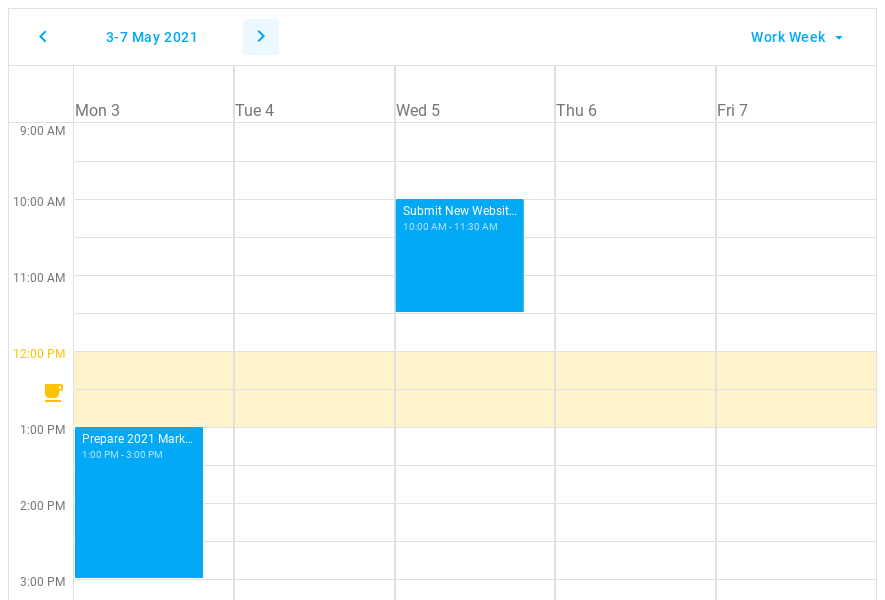 3-7 May 2021
Work Week
Mon 3
Tue 4
Wed 5
Thu 6
Fri 7
9:00 AM
10:00 AM
Submit New Websit...
10:00 AM - 11:30 AM
11:00 AM
12:00 PM
1:00 PM
Prepare 2021 Mark...
1:00 PM - 3:00 PM
2:00 PM
3:00 PM